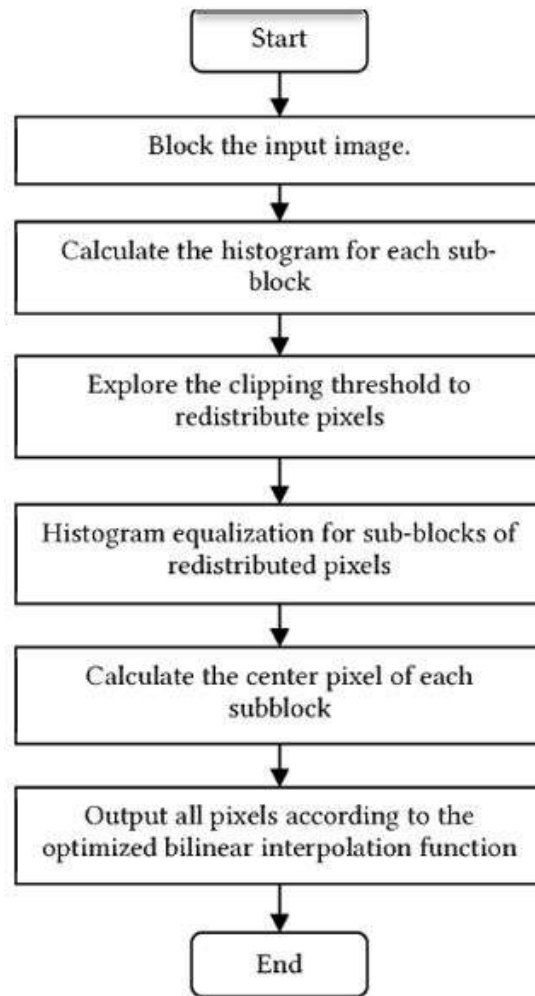 Start
Block the input image.
Calculate the histogram for each sub-
block
Explore the clipping threshold to
redistribute pixels
Histogram equalization for sub-blocks of
redistributed pixels
Calculate the center pixel of each
subblock
Output all pixels according to the
optimized bilinear interpolation function
End